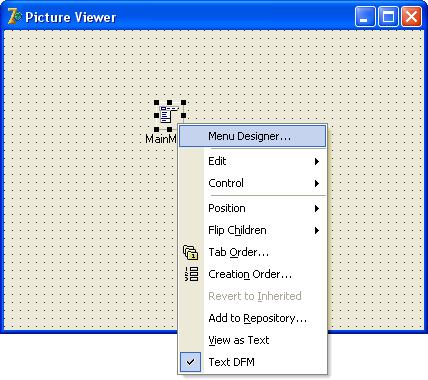 Picture Viewer
MainM
Menu Designer...
Edit
Control
Position
Flip Children
Tab Order...
Creation Order...
Revert to Inherited
Add to Repository...
View as Text
Text DFM